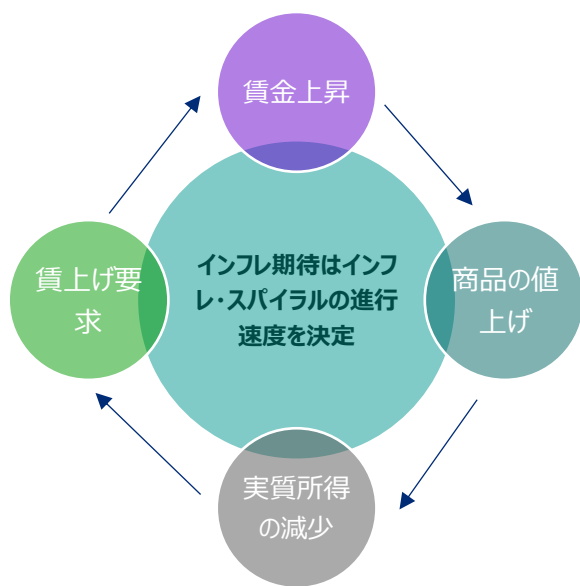 賃金上昇
インフレ期待はインフ
レ・スパイラルの進行
速度を決定
賃上げ要
求
商品の値
上げ
実質所得
の減少